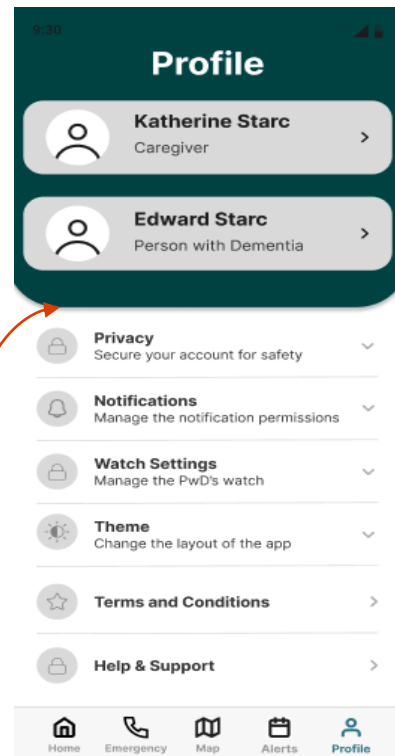 9:30
Profile
Katherine Starc
Caregiver
Edward Starc
Person with Dementia
Privacy
Secure your account for safety
Notifications
Manage the notification permissions
Watch Settings
Manage the PwD's watch
Theme
Change the layout of the app
Terms and Conditions
Help & Support
Home Emergency Map Alerts Profile